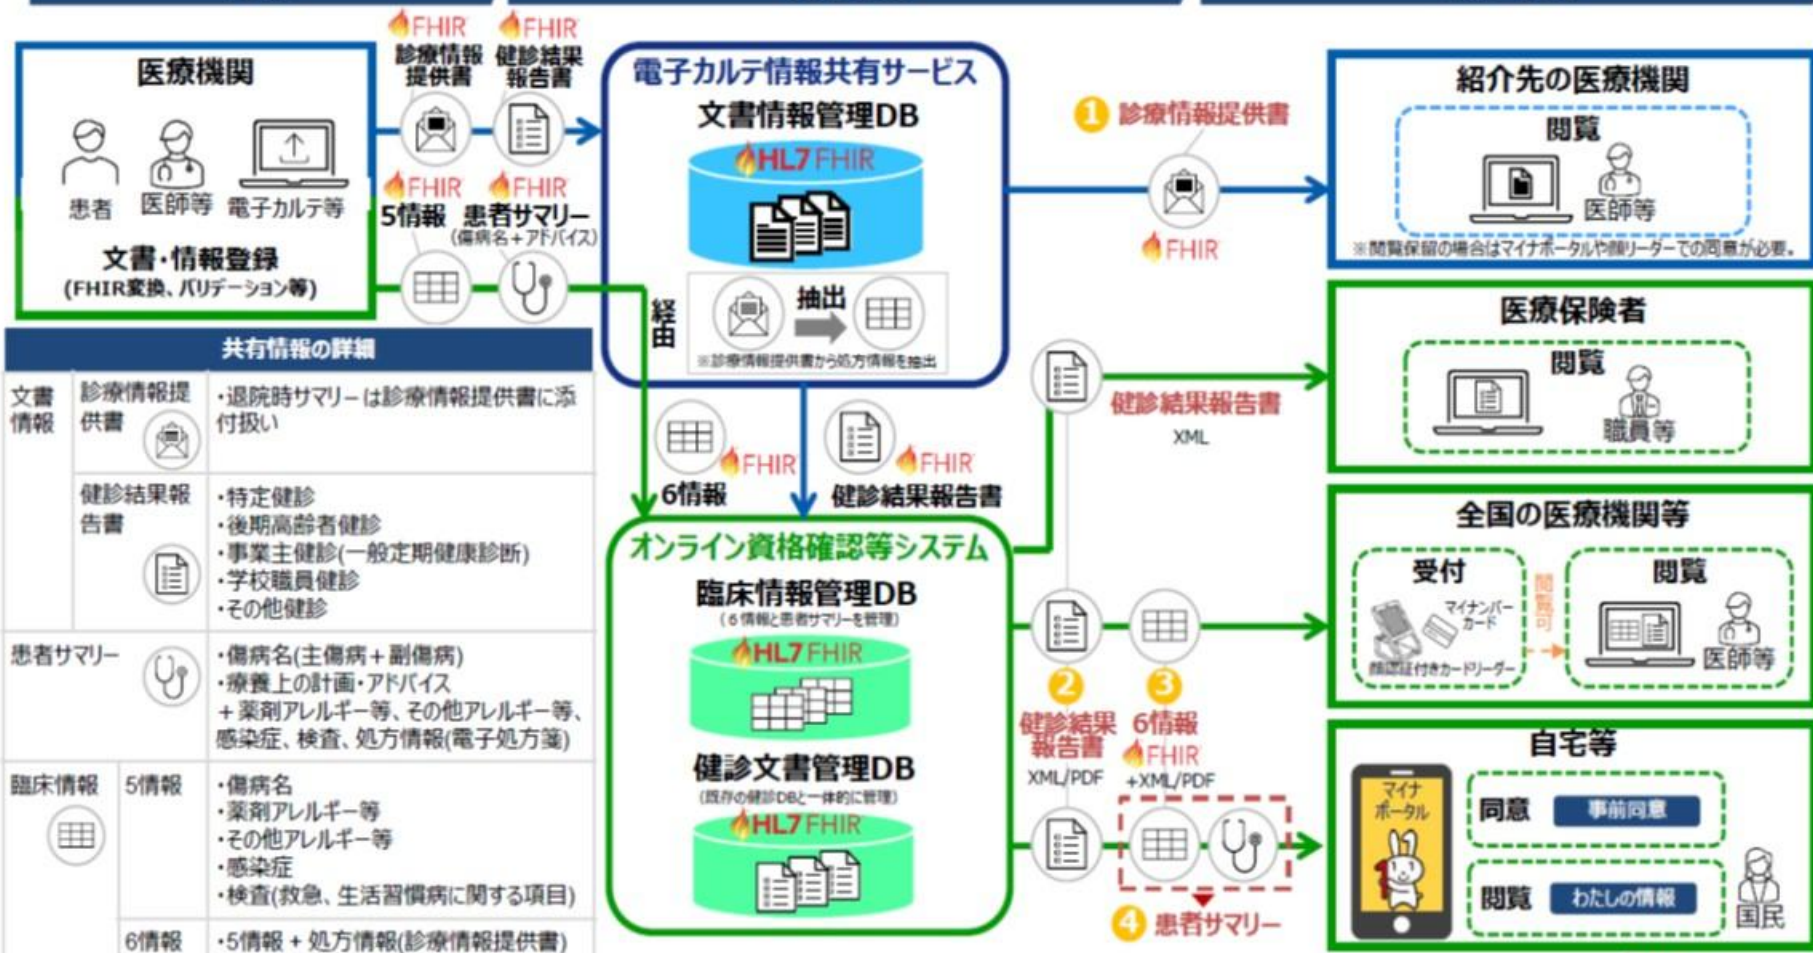 FHIR
診療情報
提供書
FHIR
健診結果
報告書
医療機関
患者
医師等
電子カルテ等
文書・情報登録
(FHIR変換、バリデーション等)
FHIR
5情報
FHIR
患者サマリー
(傷病名+アドバイス)
電子カルテ情報共有サービス
文書情報管理DB
HL7 FHIR
抽出
※診療情報提供書から処方情報を抽出
経由
6情報
FHIR
FHIR
健診結果報告書
オンライン資格確認等システム
臨床情報管理DB
(6情報と患者サマリーを管理)
HL7 FHIR
健診文書管理DB
(既存の健診DBと一体的に管理)
HL7 FHIR
1 診療情報提供書
FHIR
健診結果報告書
XML
2
健診結果
報告書
XML/PDF
3
6情報
FHIR
+XML/PDF
4 患者サマリー
紹介先の医療機関
閲覧
医師等
※閲覧保留の場合はマイナポータルや顔リーダーでの同意が必要。
医療保険者
閲覧
職員等
全国の医療機関等
受付
マイナンバー
カード
顔認証付きカードリーダー
閲覧可
閲覧
医師等
自宅等
マイナ
ポータル
同意
事前同意
閲覧
わたしの情報
国民
共有情報の詳細
文書
情報
診療情報提
供書
・退院時サマリーは診療情報提供書に添
付扱い
健診結果報
告書
・特定健診
・後期高齢者健診
・事業主健診(一般定期健康診断)
・学校職員健診
・その他健診
患者サマリー
・傷病名(主傷病+副傷病)
・療養上の計画・アドバイス
+薬剤アレルギー等、その他アレルギー等、
感染症、検査、処方情報(電子処方箋)
臨床情報
5情報
・傷病名
・薬剤アレルギー等
・その他アレルギー等
・感染症
・検査(救急、生活習慣病に関する項目)
6情報
・5情報 + 処方情報(診療情報提供書)